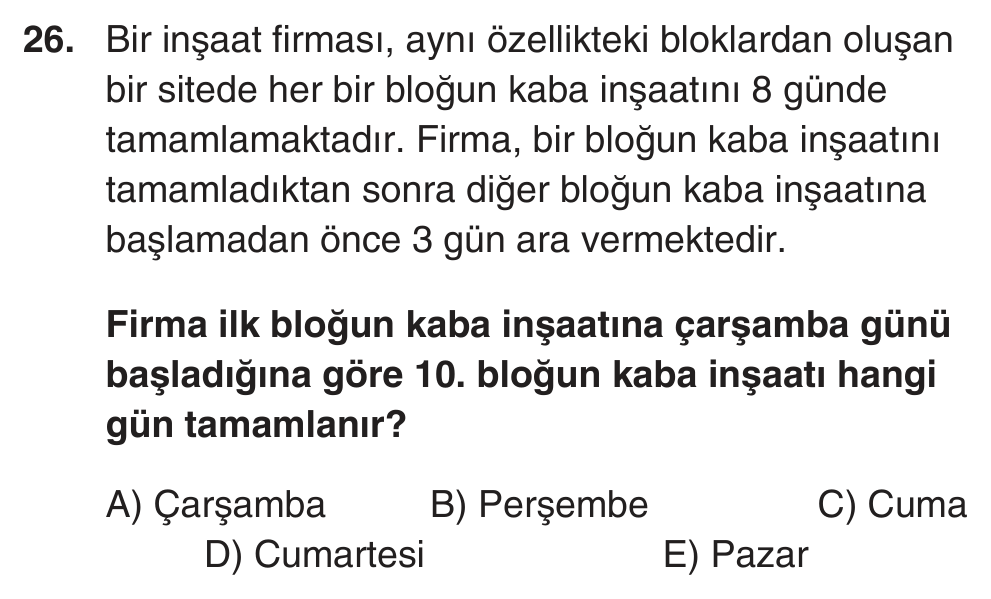 26. Bir inşaat firması, aynı özellikteki bloklardan oluşan
bir sitede her bir bloğun kaba inşaatını 8 günde
tamamlamaktadır. Firma, bir bloğun kaba inşaatını
tamamladıktan sonra diğer bloğun kaba inşaatına
başlamadan önce 3 gün ara vermektedir.
Firma ilk bloğun kaba inşaatına çarşamba günü
başladığına göre 10. bloğun kaba inşaatı hangi
gün tamamlanır?
A) Çarşamba B) Perşembe C) Cuma
D) Cumartesi E) Pazar